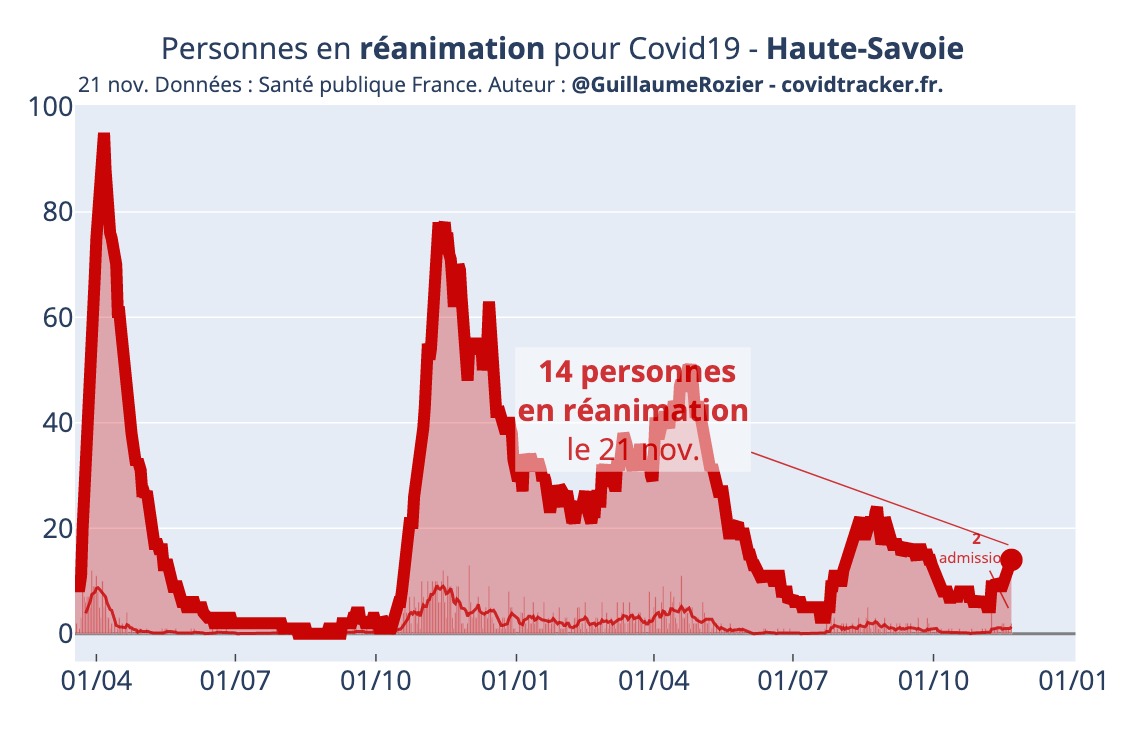 Personnes en réanimation pour Covid19 - Haute-Savoie
21 nov. Données : Santé publique France. Auteur : @GuillaumeRozier - covidtracker.fr.
100
80
60
40
20
0
14 personnes
en réanimation
le 21 nov.
2
admissio
01/04
01/07
01/10
01/01
01/04
01/07
01/10
01/01